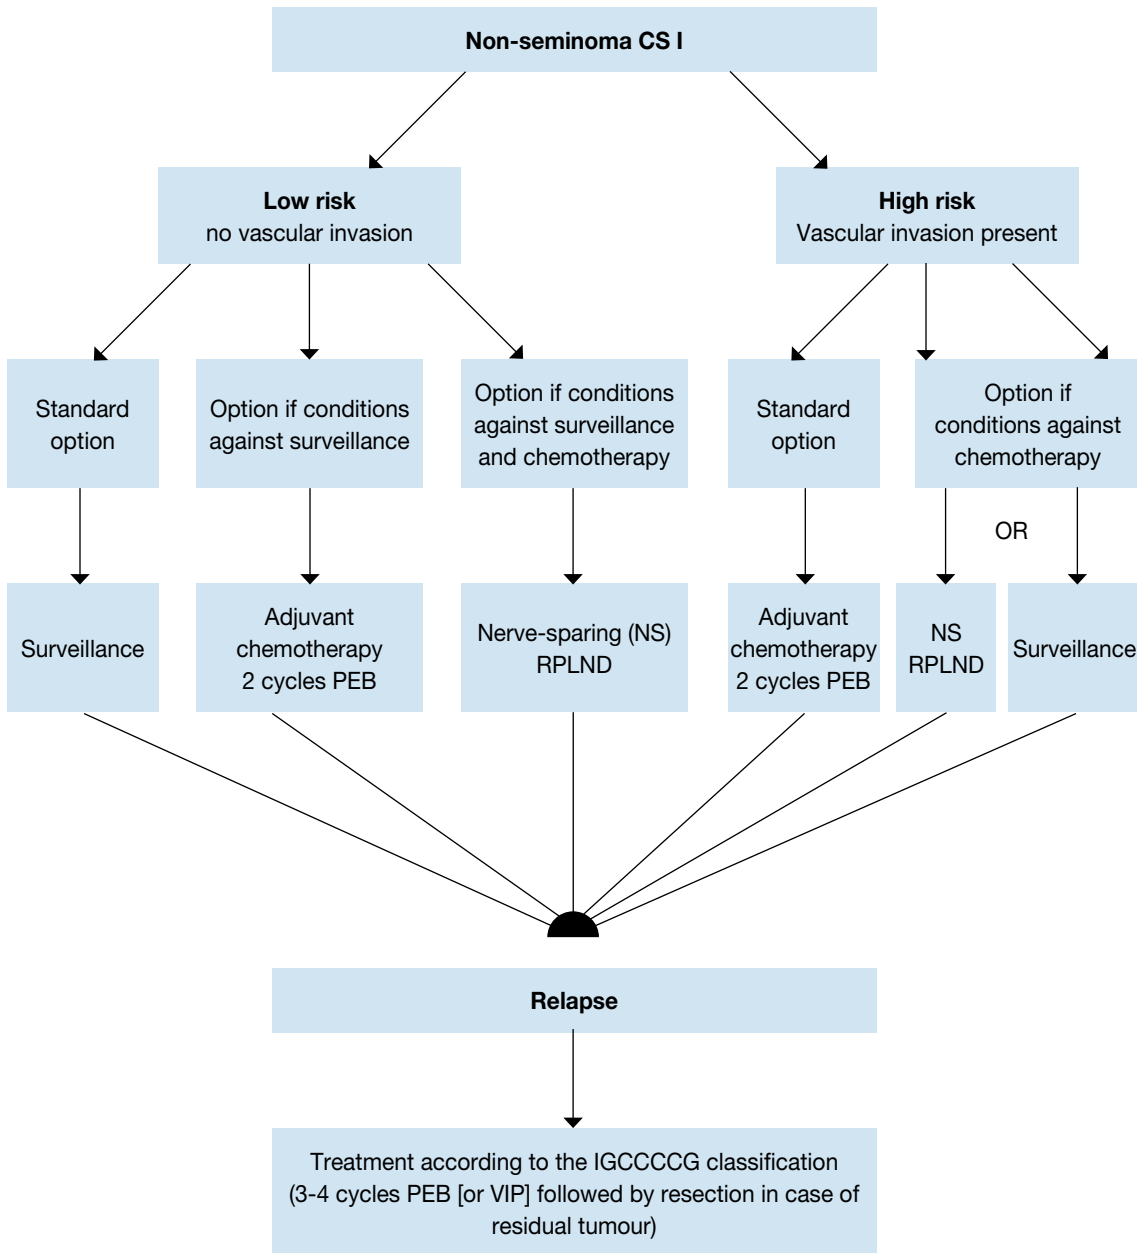 Non-seminoma CS I
Low risk
no vascular invasion
High risk
Vascular invasion present
Standard
option
Option if conditions
against surveillance
Option if conditions
against surveillance
and chemotherapy
Standard
option
Option if
conditions against
chemotherapy
OR
Surveillance
Adjuvant
chemotherapy
2 cycles PEB
Nerve-sparing (NS)
RPLND
Adjuvant
chemotherapy
2 cycles PEB
NS
RPLND
Surveillance
Relapse
Treatment according to the IGCCCCG classification
(3-4 cycles PEB [or VIP] followed by resection in case of
residual tumour)